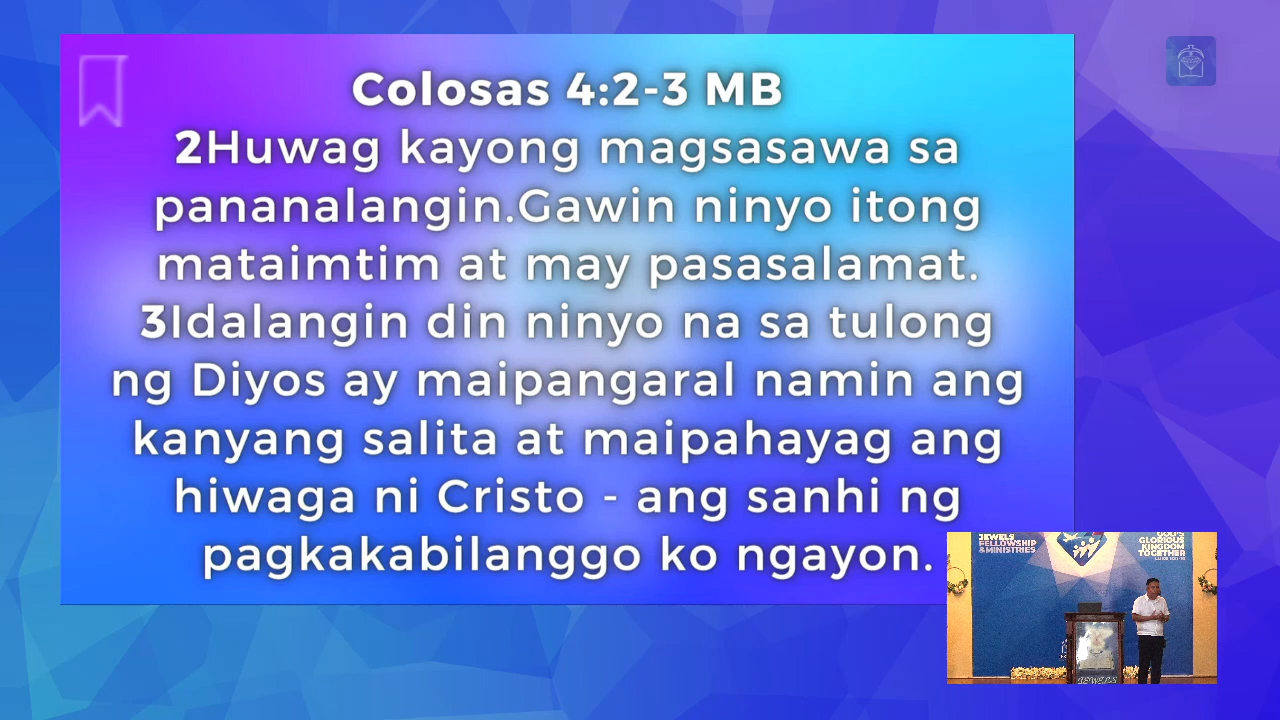 Colosas 4:2-3 MB
2Huwag kayong magsasawa sa
pananalangin.Gawin ninyo itong
mataimtim at may pasasalamat.
3Idalangin din ninyo na sa tulong
ng Diyos ay maipangaral namin ang
kanyang salita at maipahayag ang
hiwaga ni Cristo - ang sanhi ng
pagkakabilanggo ko ngayon.
JEWELS
FELLOWSHIP
&MINISTRIES
GLORIOUS
KINGDOM
TOGETHER
JEWELS